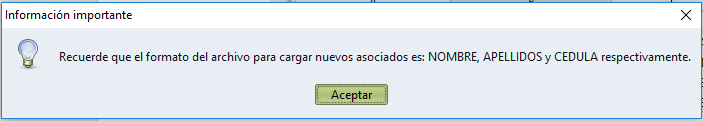 Información importante
Recuerde que el formato del archivo para cargar nuevos asociados es: NOMBRE, APELLIDOS y CEDULA respectivamente.
Aceptar